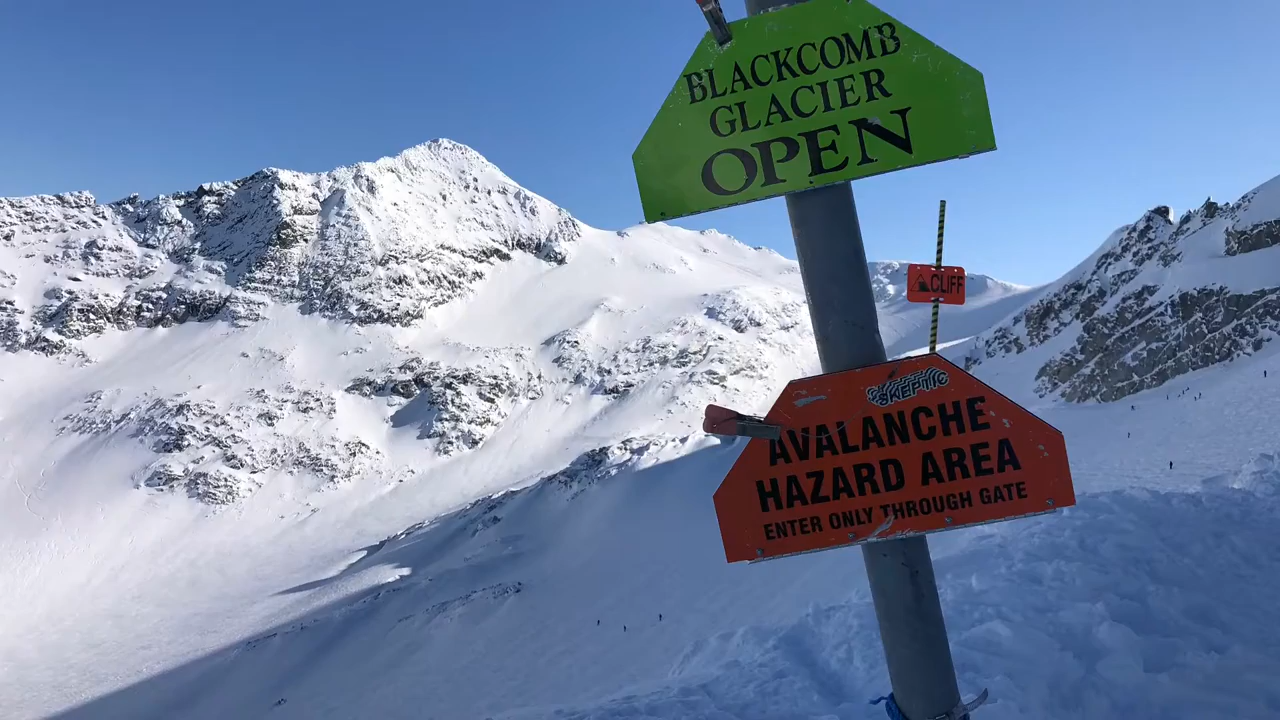 BLACKCOMB
GLACIER
OPEN
CLIFF
SKEPTIC
AVALANCHE
HAZARD AREA
ENTER ONLY THROUGH GATE